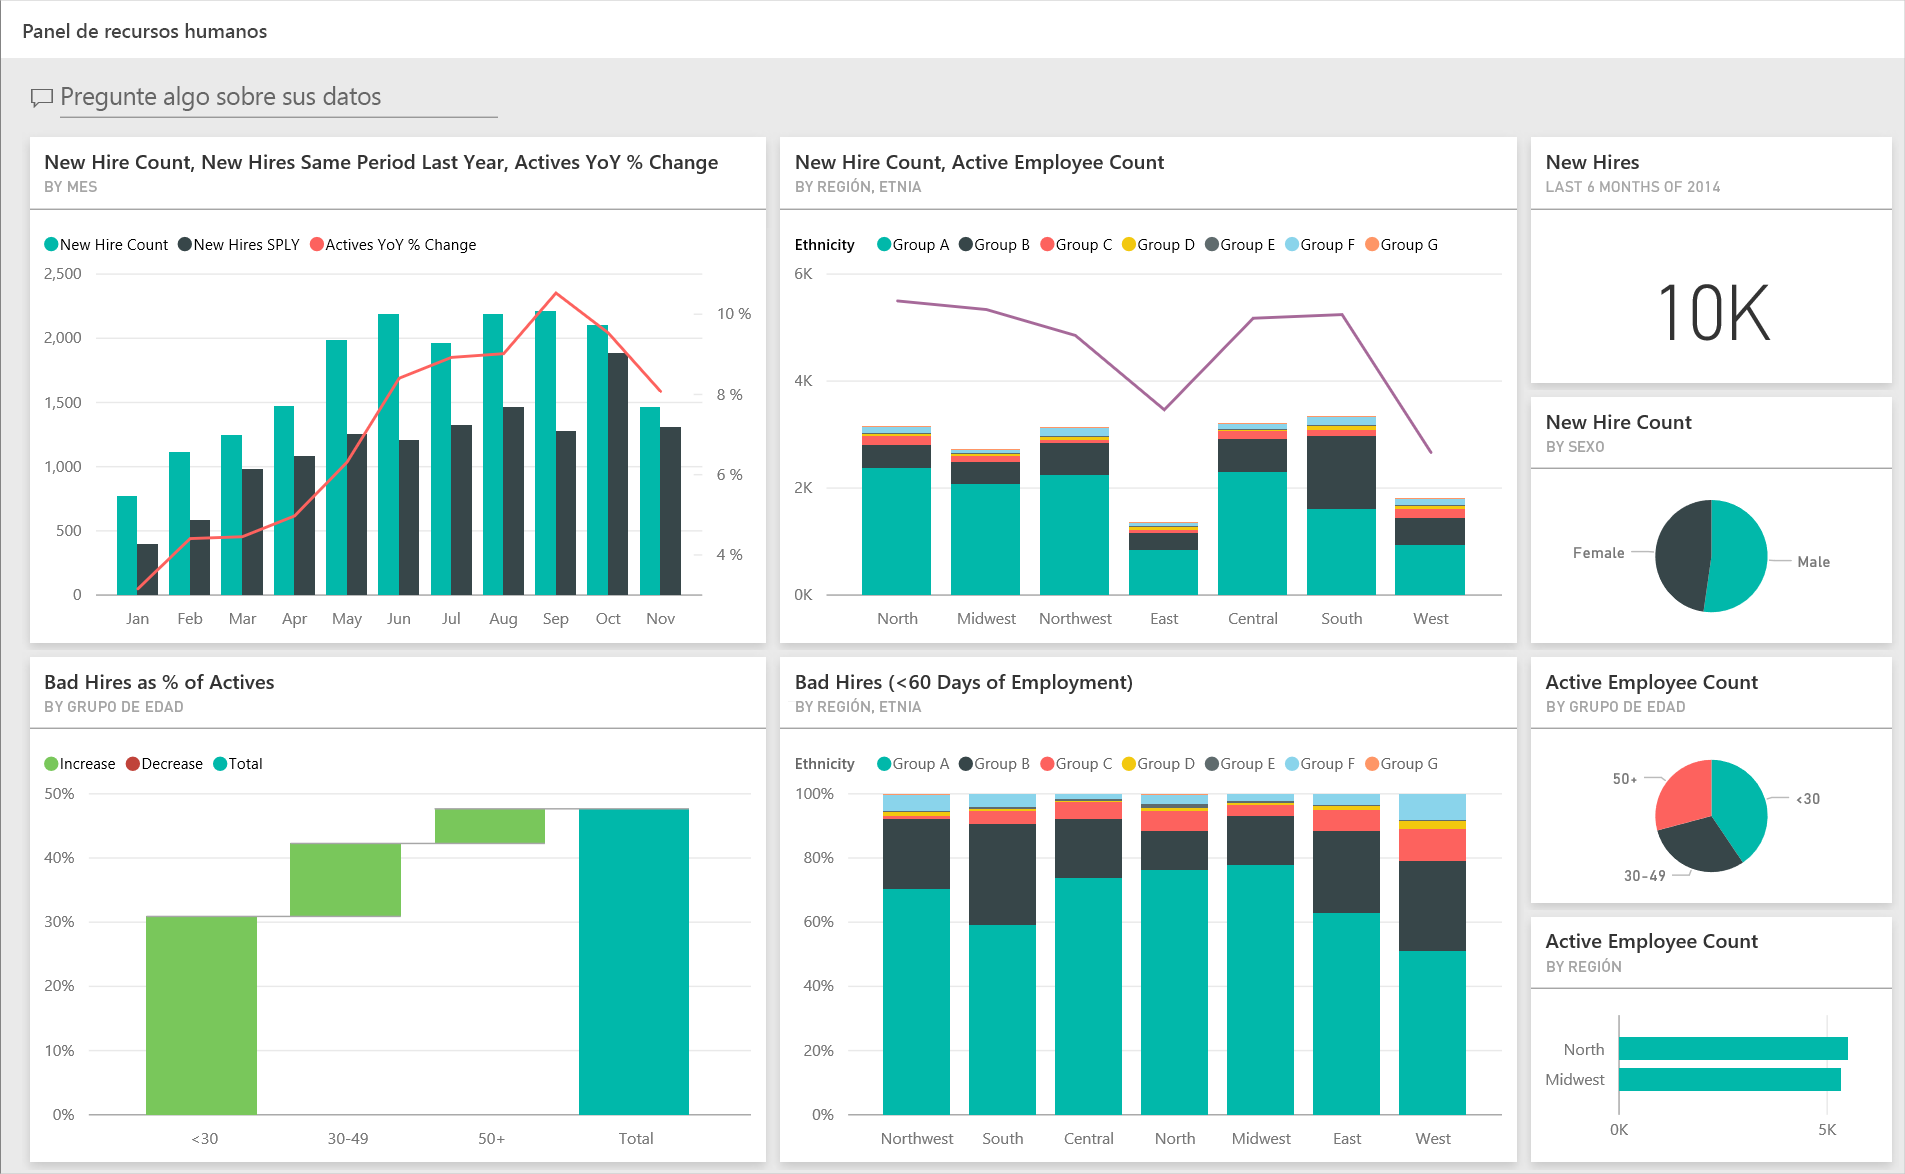 Panel de recursos humanos
Pregunte algo sobre sus datos
New Hire Count, New Hires Same Period Last Year, Actives YoY % Change
BY MES
New Hire Count New Hires SPLY Actives YoY % Change
2,500
2,000
1,500
1,000
500
0
10 %
8 %
6 %
4 %
Jan Feb Mar Apr May Jun Jul Aug Sep Oct Nov
New Hire Count, Active Employee Count
BY REGIÓN, ETNIA
Ethnicity Group A Group B Group C Group D Group E Group F Group G
6K
4K
2K
0K
North Midwest Northwest East Central South West
New Hires
LAST 6 MONTHS OF 2014
10K
New Hire Count
BY SEXO
Female
Male
Bad Hires as % of Actives
BY GRUPO DE EDAD
Increase Decrease Total
50%
40%
30%
20%
10%
0%
<30 30-49 50+ Total
Bad Hires (<60 Days of Employment)
BY REGIÓN, ETNIA
Ethnicity Group A Group B Group C Group D Group E Group F Group G
100%
80%
60%
40%
20%
0%
Northwest South Central North Midwest East West
Active Employee Count
BY GRUPO DE EDAD
50+
<30
30-49
Active Employee Count
BY REGIÓN
North
Midwest
0K 5K